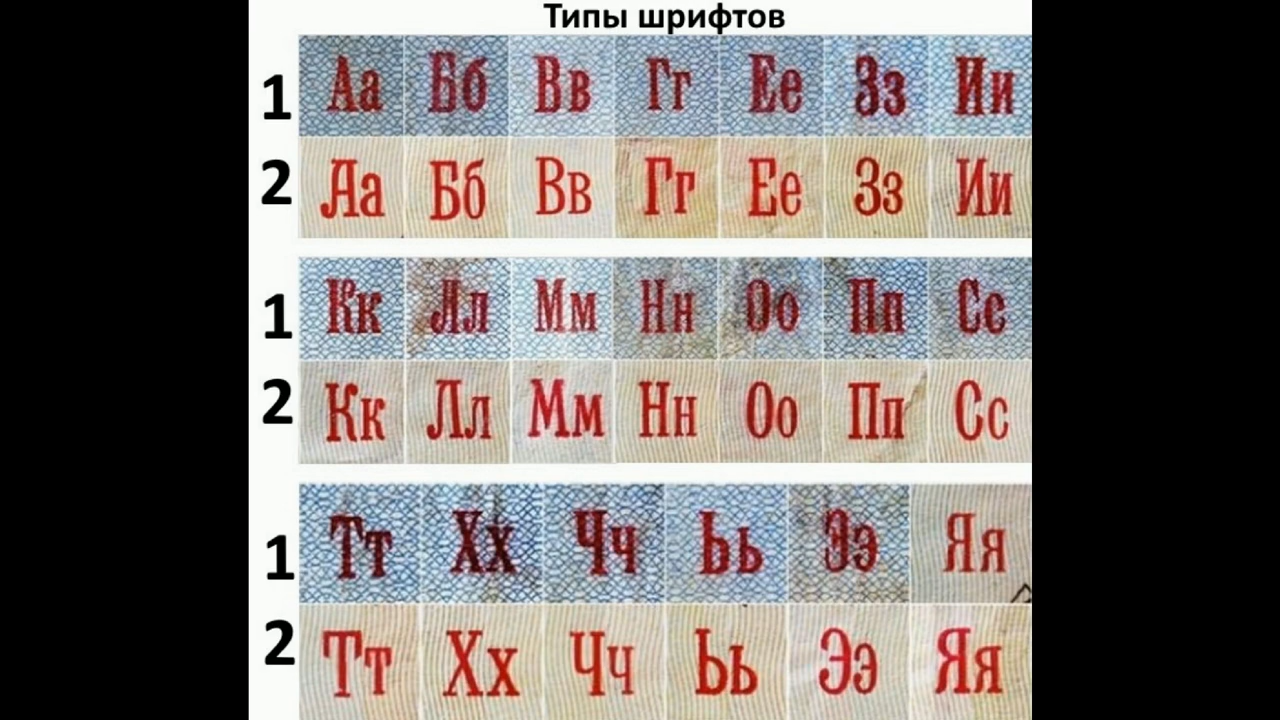 Типы шрифтов
1 Аа Бб Вв Гг Ее Зз Ии
2 Аа Бб Вв Гг Ее Зз Ии
1 Кк Лл Мм Нн Оо Пп Сс
2 Кк Лл Мм Нн Оо Пп Сс
1 Тт Хх Чч Ьь Ээ Яя
2 Тт Хх Чч Ьь Ээ Яя